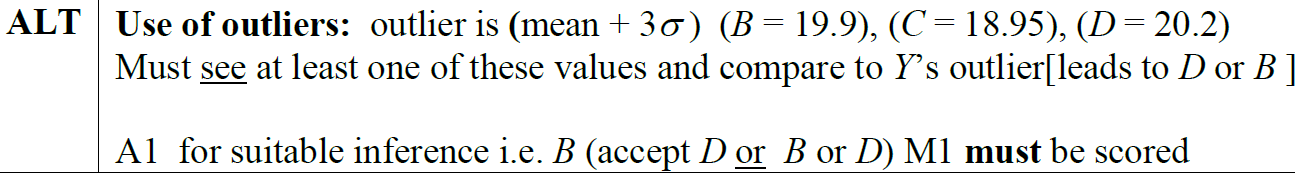 ALT Use of outliers: outlier is (mean + 3σ) (B = 19.9), (C = 18.95), (D = 20.2)
Must see at least one of these values and compare to Y's outlier[leads to D or B ]
A1 for suitable inference i.e. B (accept D or B or D) M1 must be scored